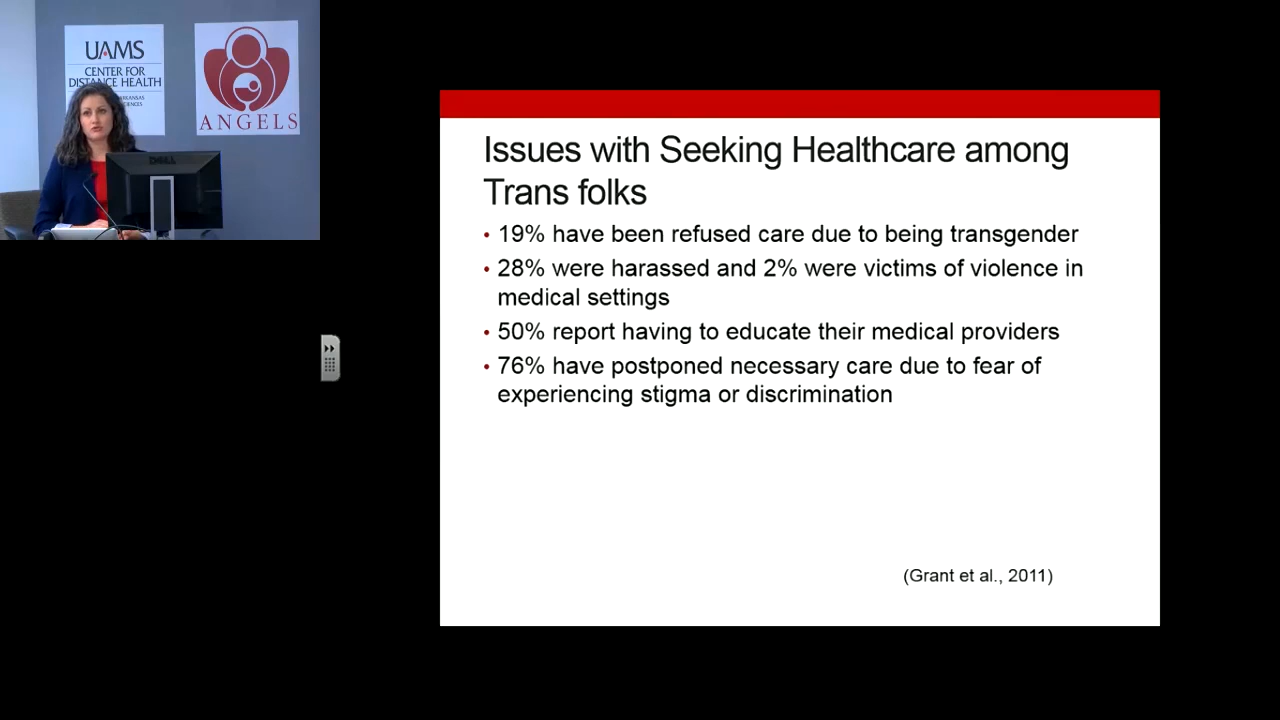 UAMS
CENTER FOR
DISTANCE HEALTH
ANGELS
DELL
Issues with Seeking Healthcare among
Trans folks
• 19% have been refused care due to being transgender
• 28% were harassed and 2% were victims of violence in
medical settings
• 50% report having to educate their medical providers
• 76% have postponed necessary care due to fear of
experiencing stigma or discrimination
(Grant et al., 2011)